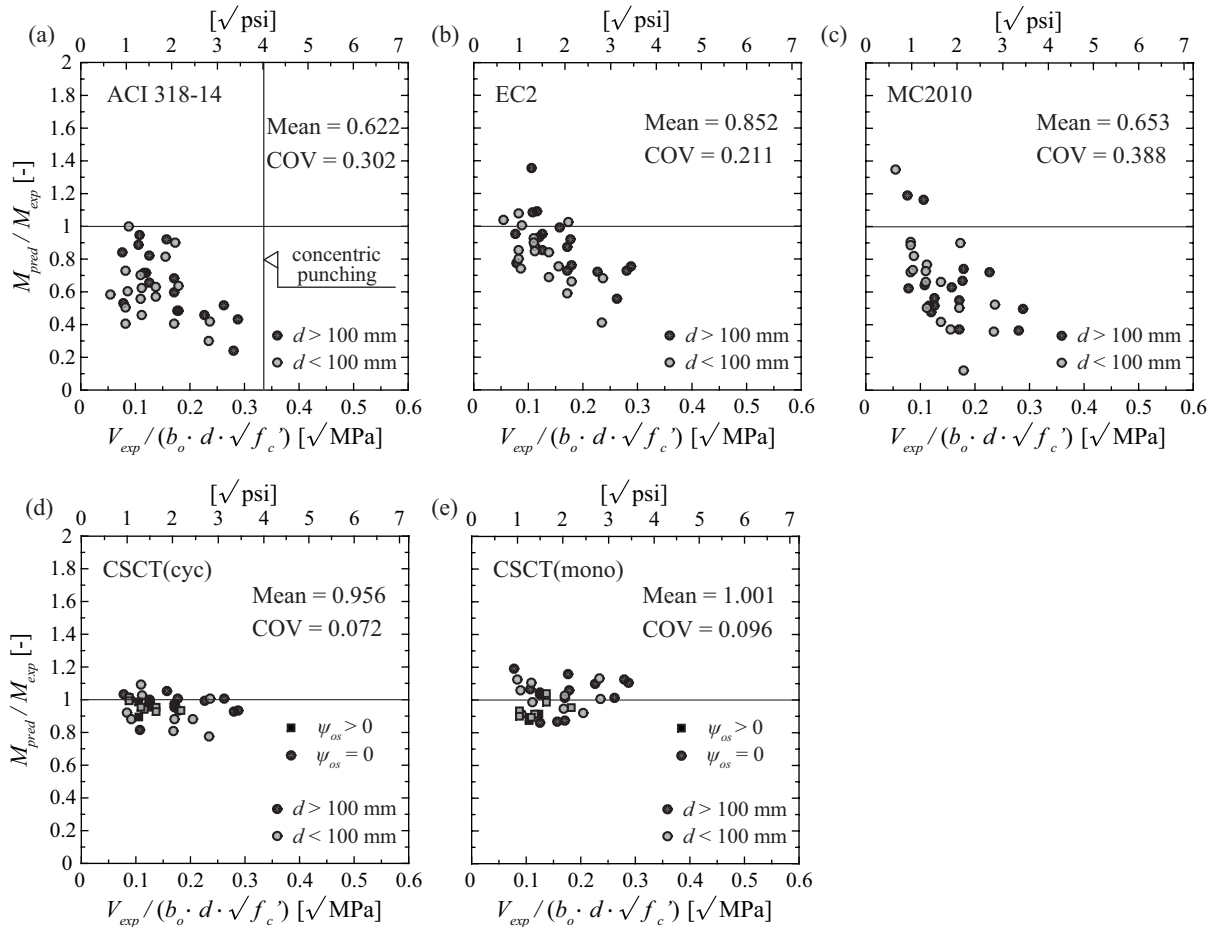 [√psi]
(a)
0 1 2 3 4 5 6 7
2
1.8
1.6
1.4
1.2
1
0.8
0.6
0.4
0.2
0
ACI 318-14
Mean = 0.622
COV = 0.302
concentric
punching
d > 100 mm
d < 100 mm
M_pred / M_exp [-]
0 0.1 0.2 0.3 0.4 0.5 0.6
V_exp / (b_o · d · √f_c') [√MPa]
[√psi]
(b)
0 1 2 3 4 5 6 7
EC2
Mean = 0.852
COV = 0.211
d > 100 mm
d < 100 mm
0 0.1 0.2 0.3 0.4 0.5 0.6
V_exp / (b_o · d · √f_c') [√MPa]
[√psi]
(c)
0 1 2 3 4 5 6 7
MC2010
Mean = 0.653
COV = 0.388
d > 100 mm
d < 100 mm
0 0.1 0.2 0.3 0.4 0.5 0.6
V_exp / (b_o · d · √f_c') [√MPa]
[√psi]
(d)
0 1 2 3 4 5 6 7
2
1.8
1.6
1.4
1.2
1
0.8
0.6
0.4
0.2
0
CSCT(cyc)
Mean = 0.956
COV = 0.072
ψ_os > 0
ψ_os = 0
d > 100 mm
d < 100 mm
M_pred / M_exp [-]
0 0.1 0.2 0.3 0.4 0.5 0.6
V_exp / (b_o · d · √f_c') [√MPa]
[√psi]
(e)
0 1 2 3 4 5 6 7
CSCT(mono)
Mean = 1.001
COV = 0.096
ψ_os > 0
ψ_os = 0
d > 100 mm
d < 100 mm
0 0.1 0.2 0.3 0.4 0.5 0.6
V_exp / (b_o · d · √f_c') [√MPa]